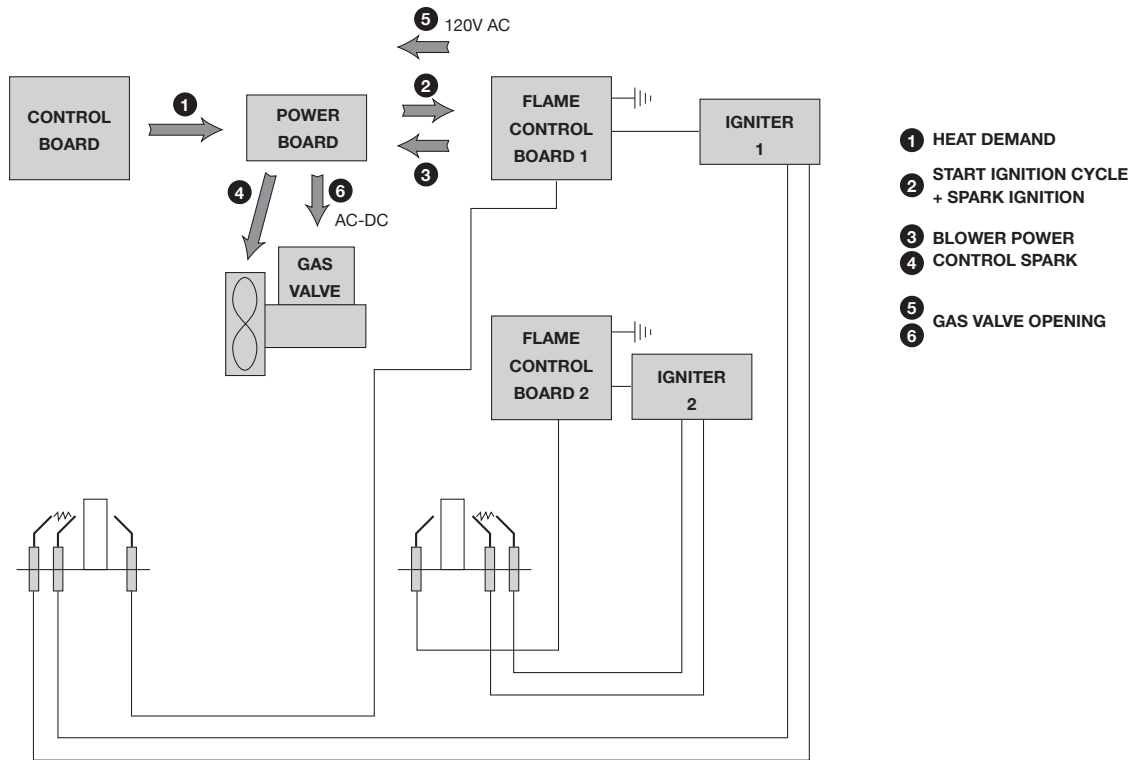 5 120V AC
CONTROL
BOARD
1
POWER
BOARD
2
3
FLAME
CONTROL
BOARD 1
IGNITER
1
4
6
AC-DC
GAS
VALVE
FLAME
CONTROL
BOARD 2
IGNITER
2
1 HEAT DEMAND
2 START IGNITION CYCLE
+ SPARK IGNITION
3 BLOWER POWER
4 CONTROL SPARK
5
6 GAS VALVE OPENING